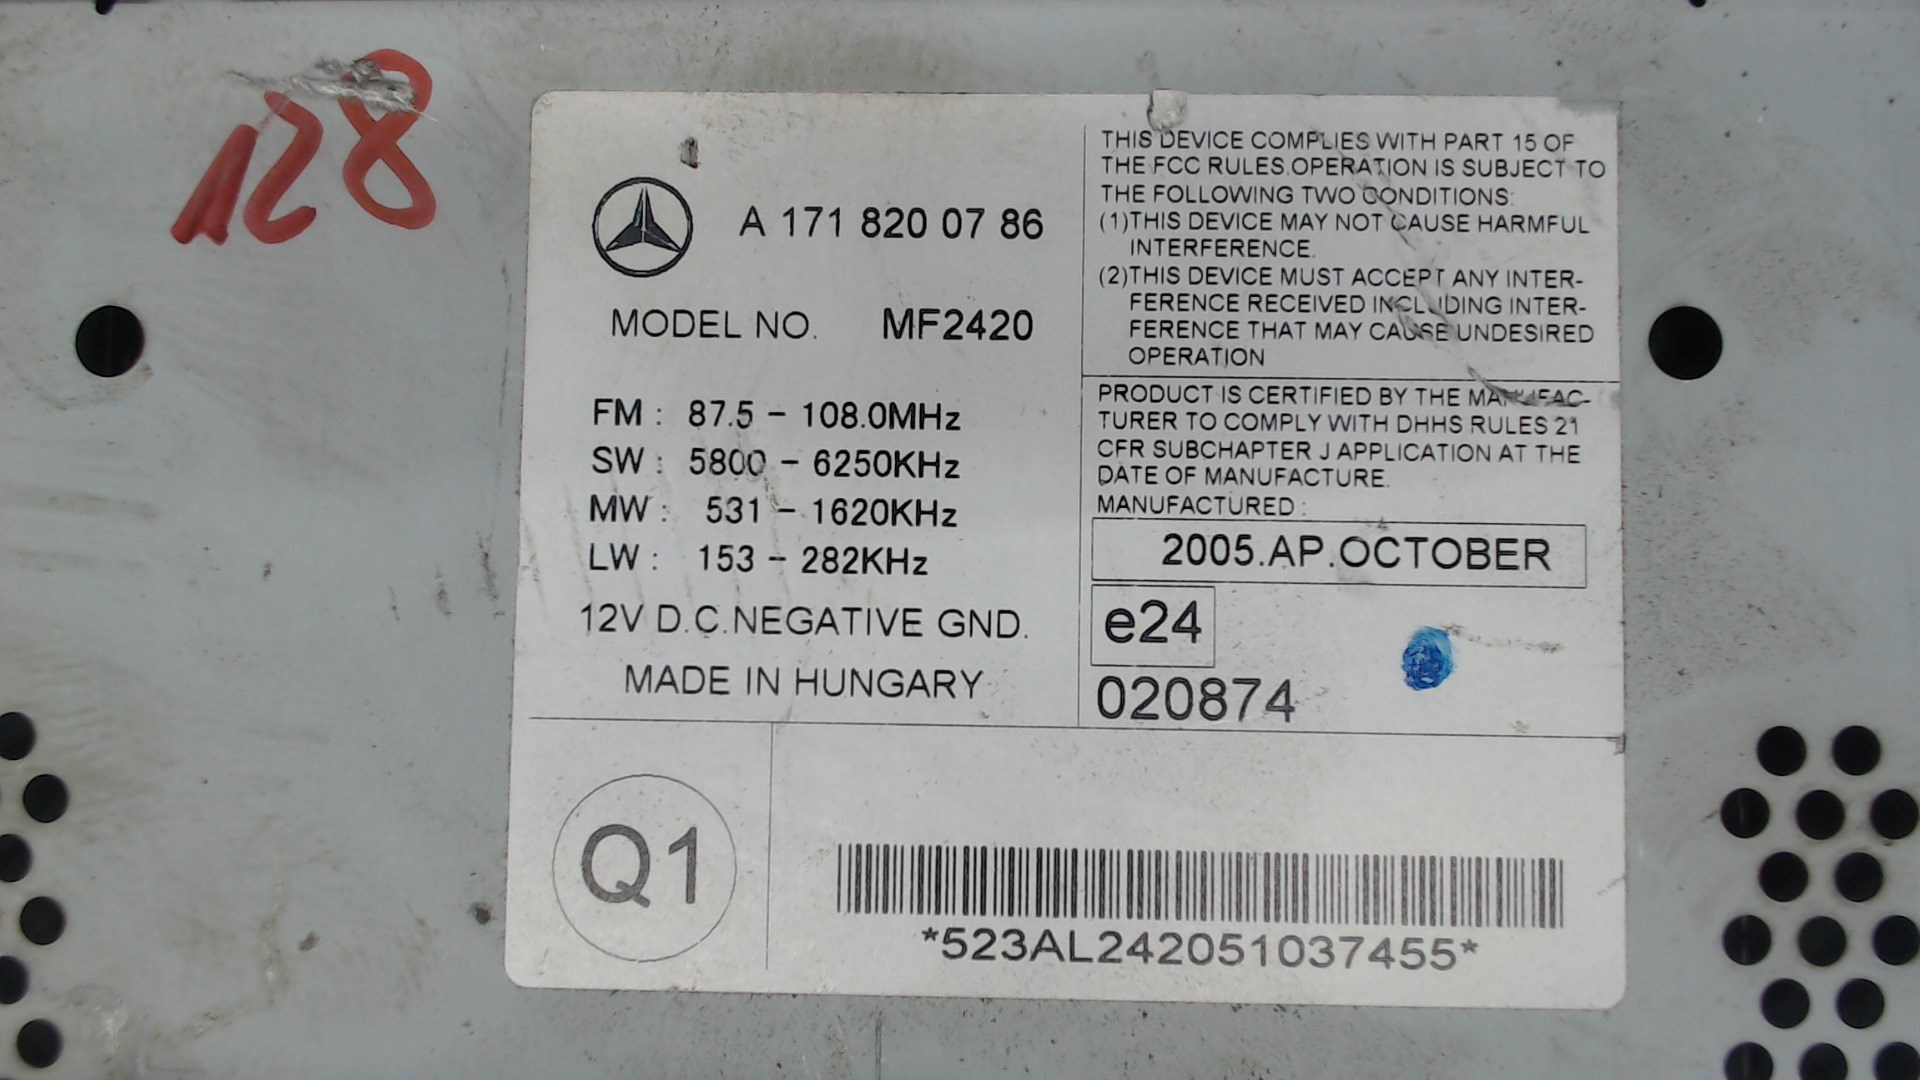 128
A 171 820 07 86
MODEL NO. MF2420
FM : 87.5 - 108.0MHz
SW : 5800 - 6250KHz
MW : 531 - 1620KHz
LW : 153 - 282KHz
12V D.C.NEGATIVE GND.
MADE IN HUNGARY
THIS DEVICE COMPLIES WITH PART 15 OF
THE FCC RULES.OPERATION IS SUBJECT TO
THE FOLLOWING TWO CONDITIONS:
(1)THIS DEVICE MAY NOT CAUSE HARMFUL
INTERFERENCE.
(2)THIS DEVICE MUST ACCEPT ANY INTER-
FERENCE RECEIVED INCLUDING INTER-
FERENCE THAT MAY CAUSE UNDESIRED
OPERATION
PRODUCT IS CERTIFIED BY THE MANUFAC-
TURER TO COMPLY WITH DHHS RULES 21
CFR SUBCHAPTER J APPLICATION AT THE
DATE OF MANUFACTURE.
MANUFACTURED :
2005.AP.OCTOBER
e24
020874
Q1
*523AL242051037455*